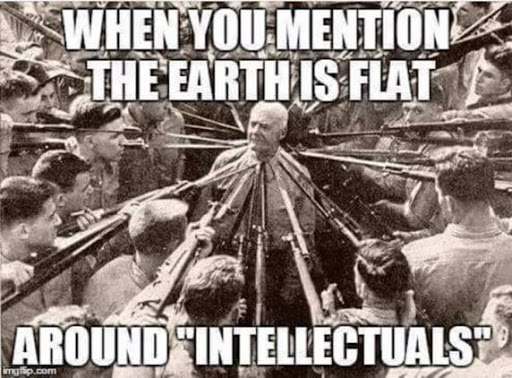 WHEN YOU MENTION
THE EARTH IS FLAT
AROUND "INTELLECTUALS"
imgflip.com